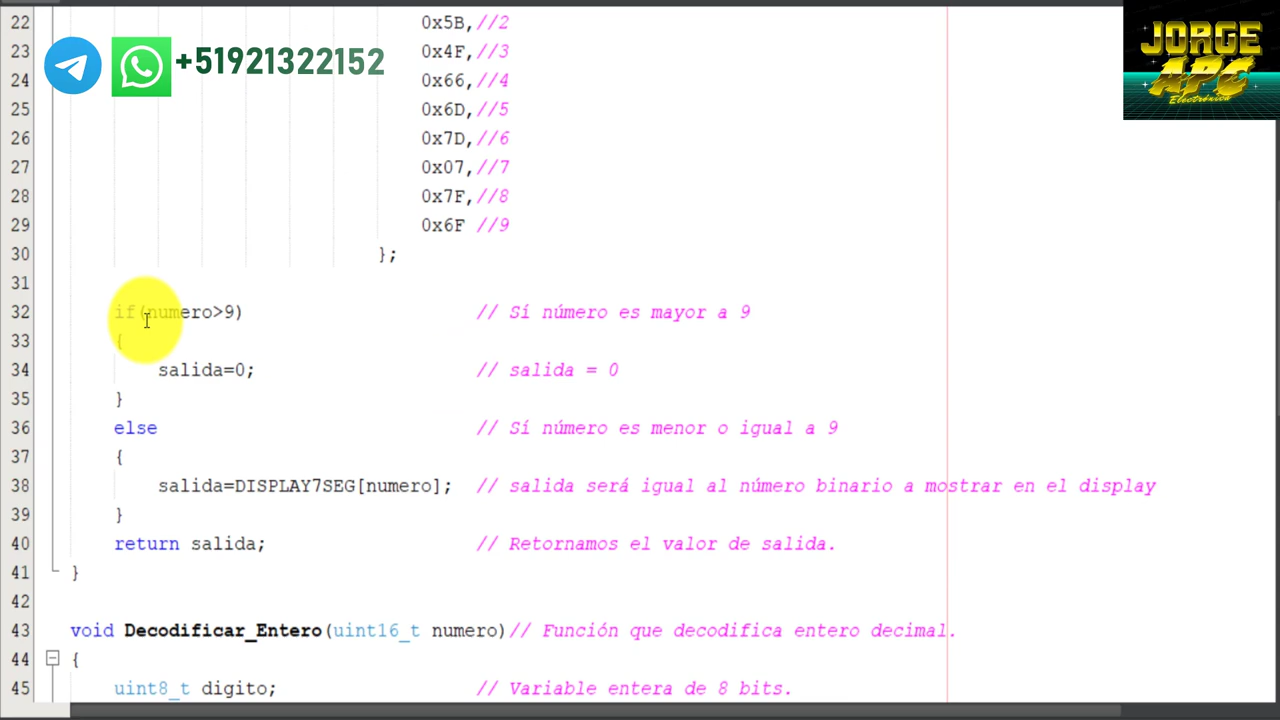 +51921322152
JORGE
APC
Electrónica
22 0x5B,//2
23 0x4F,//3
24 0x66,//4
25 0x6D,//5
26 0x7D,//6
27 0x07,//7
28 0x7F,//8
29 0x6F //9
30 };
31
32 if(numero>9) // Sí número es mayor a 9
33 {
34 salida=0; // salida = 0
35 }
36 else // Sí número es menor o igual a 9
37 {
38 salida=DISPLAY7SEG[numero]; // salida será igual al número binario a mostrar en el display
39 }
40 return salida; // Retornamos el valor de salida.
41 }
42
43 void Decodificar_Entero(uint16_t numero)// Función que decodifica entero decimal.
44 {
45 uint8_t digito; // Variable entera de 8 bits.